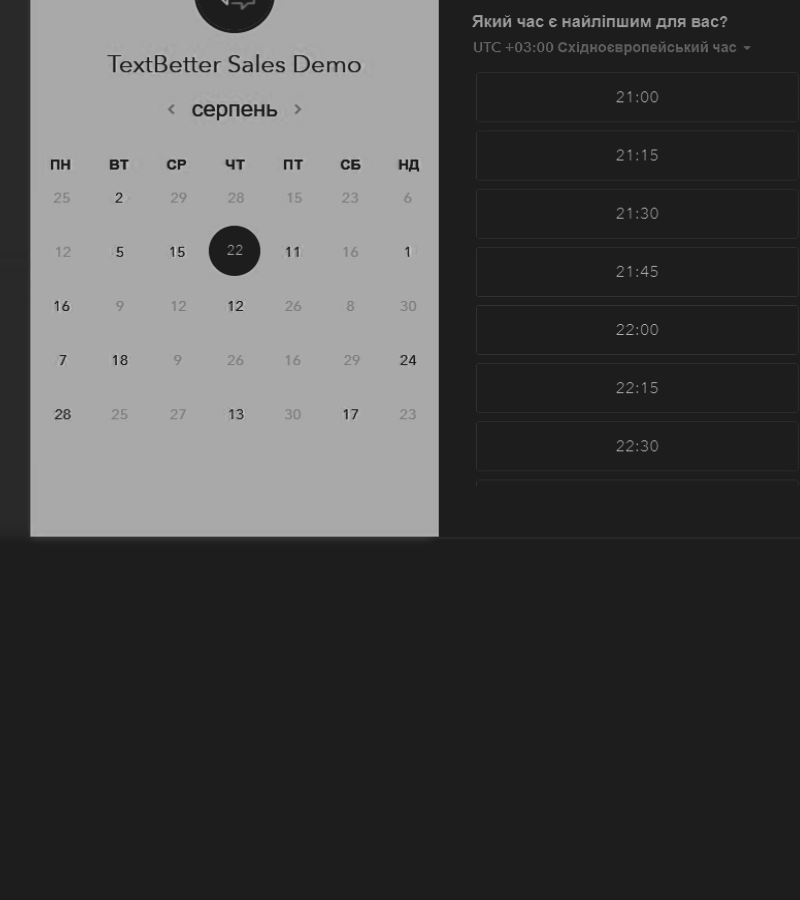 TextBetter Sales Demo
серпень
ПН ВТ СР ЧТ ПТ СБ НД
25 2 29 28 15 23 6
12 5 15 22 11 16 1
16 9 12 12 26 8 30
7 18 9 26 16 29 24
28 25 27 13 30 17 23
Який час є найліпшим для вас?
UTC +03:00 Східноєвропейський час
21:00
21:15
21:30
21:45
22:00
22:15
22:30